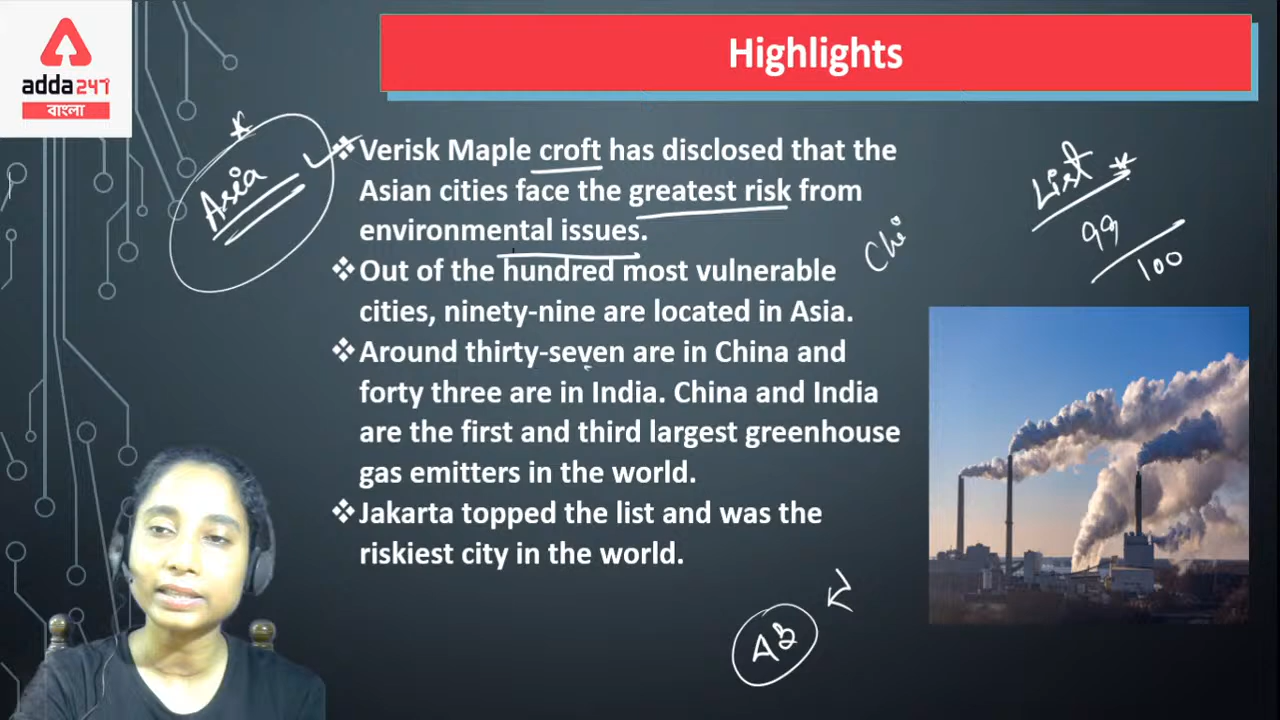 adda247
বাংলা
Highlights
Asia
❖ Verisk Maple croft has disclosed that the
Asian cities face the greatest risk from
environmental issues.
❖ Out of the hundred most vulnerable
cities, ninety-nine are located in Asia.
❖ Around thirty-seven are in China and
forty three are in India. China and India
are the first and third largest greenhouse
gas emitters in the world.
❖ Jakarta topped the list and was the
riskiest city in the world.
List
99
100
Chi